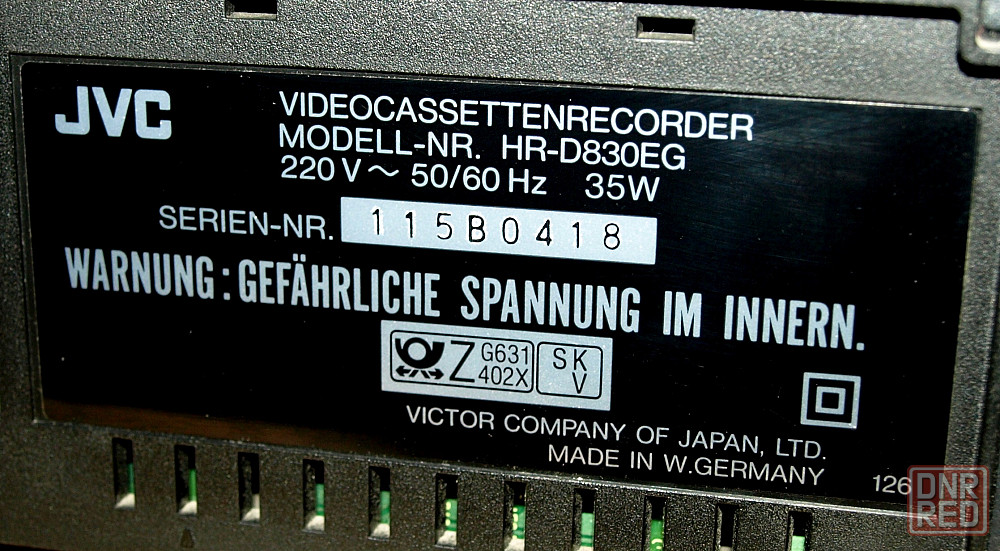 JVC
VIDEOCASSETTENRECORDER
MODELL-NR. HR-D830EG
220 V ~ 50/60 Hz 35W
SERIEN-NR. 115B0418
WARNUNG: GEFÄHRLICHE SPANNUNG IM INNERN.
Z G631 402X SK V
VICTOR COMPANY OF JAPAN, LTD.
MADE IN W.GERMANY
126
DNR
RED